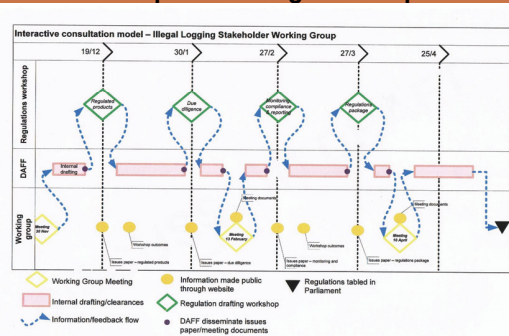 Interactive consultation model – Illegal Logging Stakeholder Working Group
19/12
30/1
27/2
27/3
25/4
Regulations workshop
Regulated
products
Due
diligence
Monitoring,
compliance
& reporting
Regulations
package
DAFF
Internal
drafting
Working
group
Meeting
Meeting documents
Meeting
13 February
Meeting documents
Meeting
10 April
Workshop outcomes
Workshop outcomes
Issues paper – regulated products
Issues paper – due diligence
Issues paper – monitoring and
compliance
Issues paper – regulations package
Working Group Meeting
Information made public
through website
Regulations tabled in
Parliament
Internal drafting/clearances
Regulation drafting workshop
Information/feedback flow
DAFF disseminate issues
paper/meeting documents